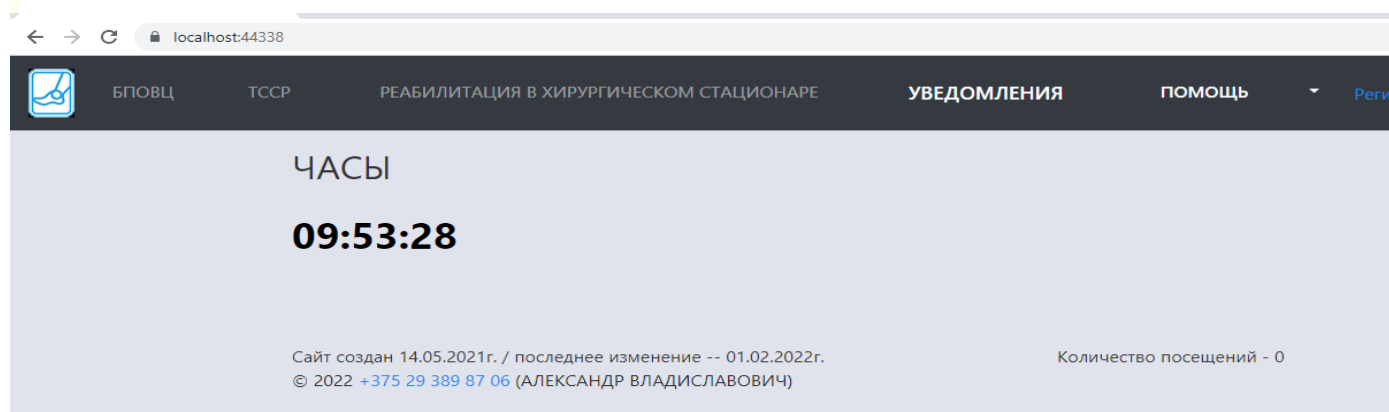 localhost:44338
БПОВЦ ТССР РЕАБИЛИТАЦИЯ В ХИРУРГИЧЕСКОМ СТАЦИОНАРЕ УВЕДОМЛЕНИЯ ПОМОЩЬ Реги
ЧАСЫ
09:53:28
Сайт создан 14.05.2021г. / последнее изменение -- 01.02.2022г. Количество посещений - 0
© 2022 +375 29 389 87 06 (АЛЕКСАНДР ВЛАДИСЛАВОВИЧ)